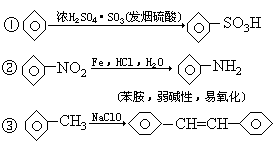 ① 浓H₂SO₄·SO₃(发烟硫酸) SO₃H
② NO₂ Fe,HCl,H₂O NH₂
(苯胺,弱碱性,易氧化)
③ CH₃ NaClO CH=CH